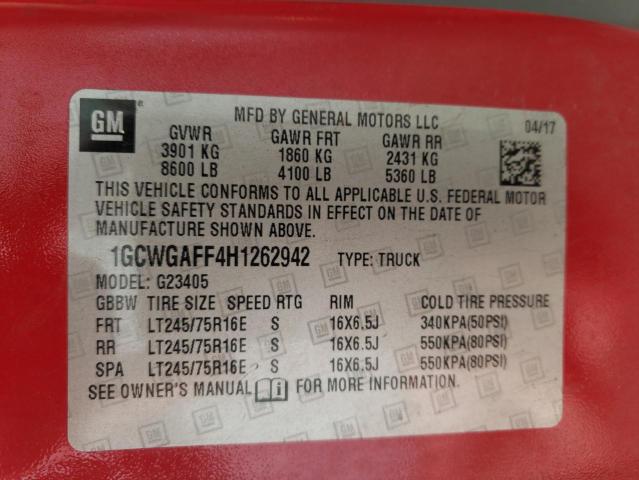 GM
MFD BY GENERAL MOTORS LLC 04/17
GVWR GAWR FRT GAWR RR
3901 KG 1860 KG 2431 KG
8600 LB 4100 LB 5360 LB
THIS VEHICLE CONFORMS TO ALL APPLICABLE U.S. FEDERAL MOTOR
VEHICLE SAFETY STANDARDS IN EFFECT ON THE DATE OF
MANUFACTURE SHOWN ABOVE.
1GCWGAFF4H1262942 TYPE: TRUCK
MODEL: G23405
GBBW TIRE SIZE SPEED RTG RIM COLD TIRE PRESSURE
FRT LT245/75R16E S 16X6.5J 340KPA(50PSI)
RR LT245/75R16E S 16X6.5J 550KPA(80PSI)
SPA LT245/75R16E S 16X6.5J 550KPA(80PSI)
SEE OWNER'S MANUAL FOR MORE INFORMATION.